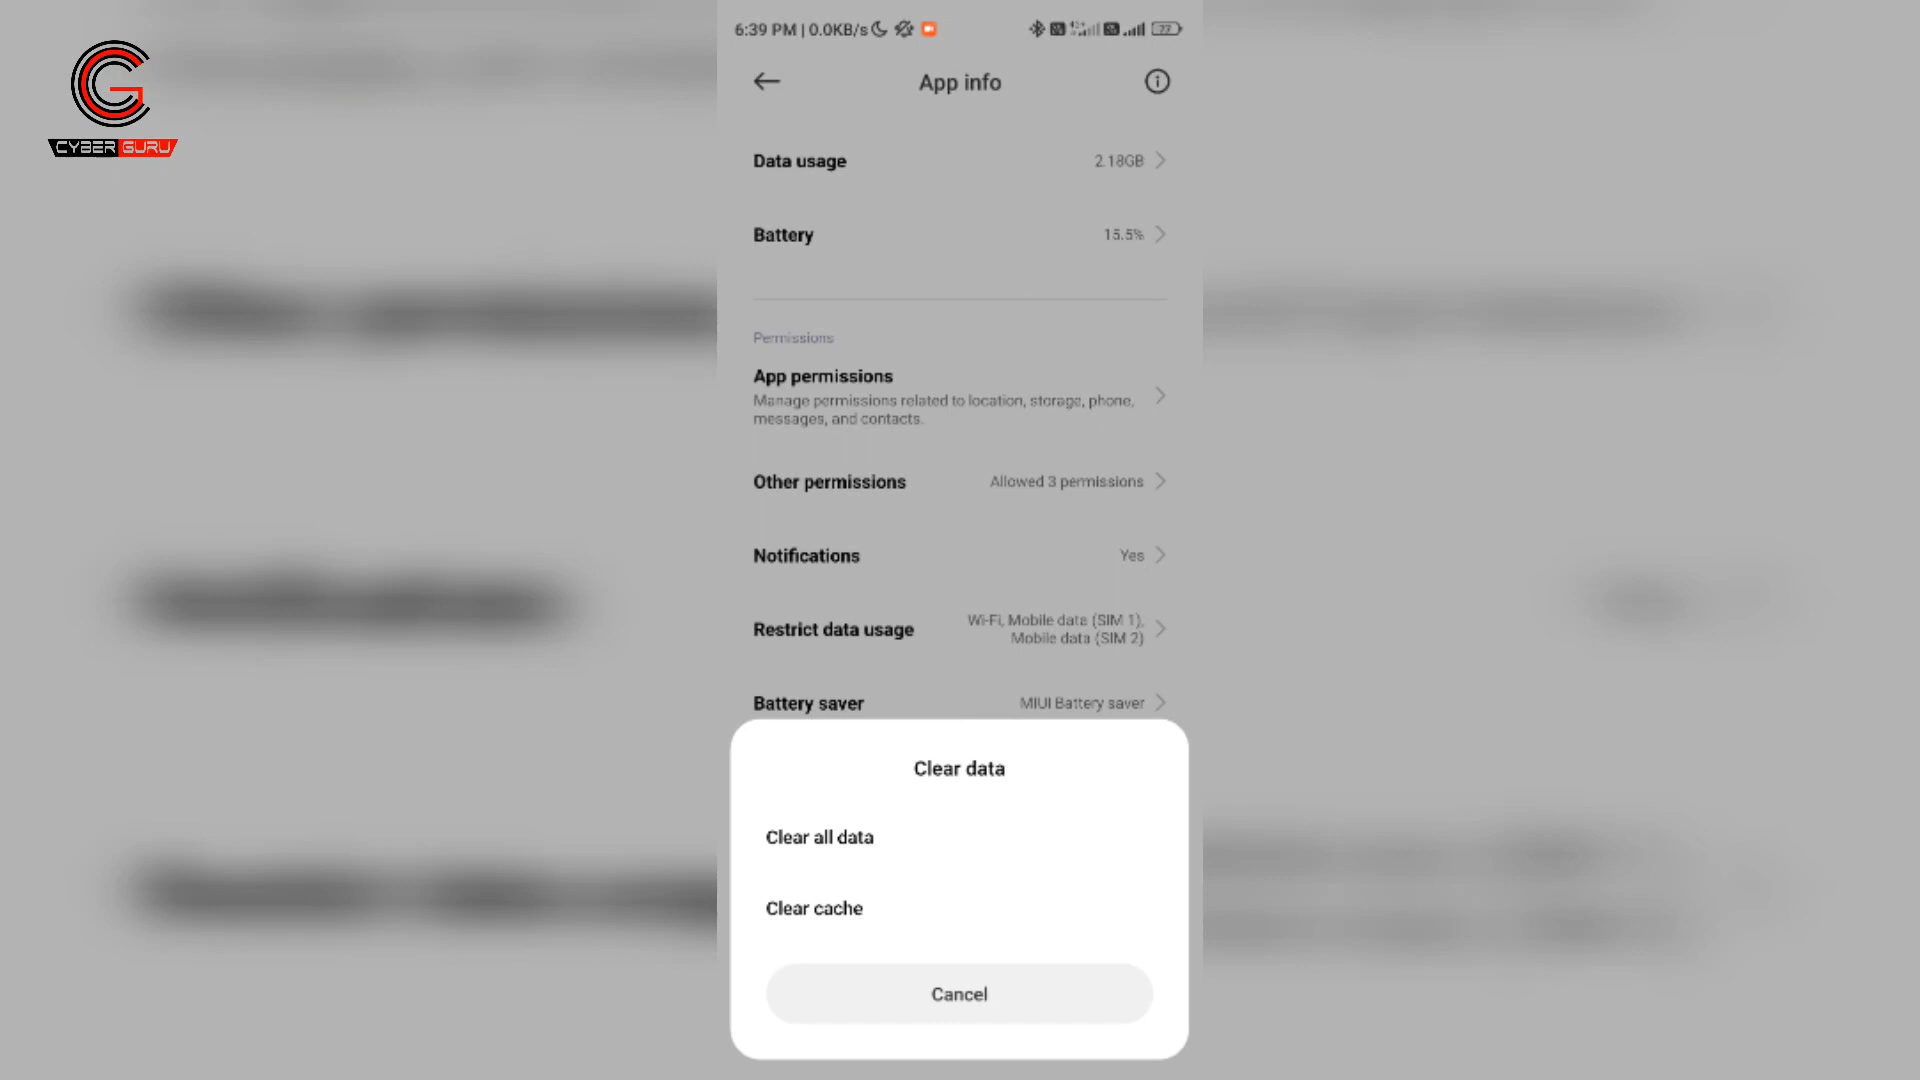 6:39 PM | 0.0KB/s
77
CYBER GURU
App info
Data usage 2.18GB
Battery 15.5%
Permissions
App permissions
Manage permissions related to location, storage, phone,
messages, and contacts.
Other permissions Allowed 3 permissions
Notifications Yes
Restrict data usage Wi-Fi, Mobile data (SIM 1),
Mobile data (SIM 2)
Battery saver MIUI Battery saver
Clear data
Clear all data
Clear cache
Cancel